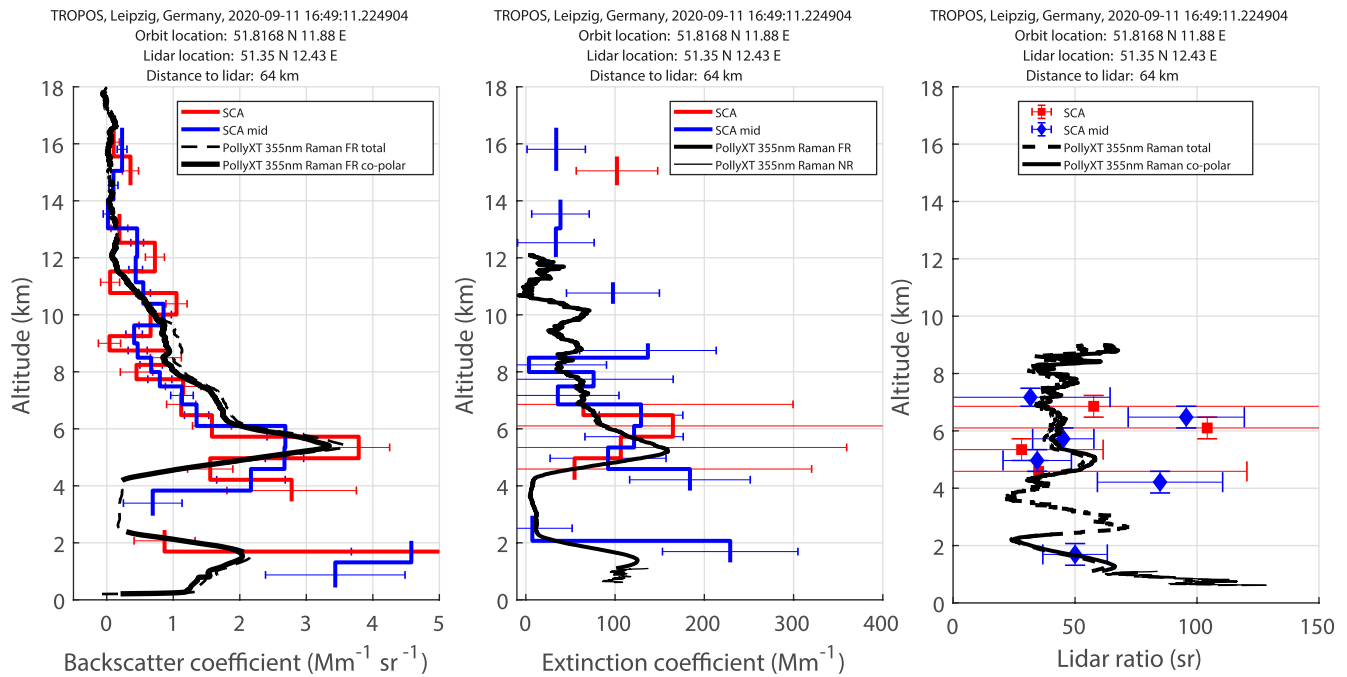 TROPOS, Leipzig, Germany, 2020-09-11 16:49:11.224904
Orbit location: 51.8168 N 11.88 E
Lidar location: 51.35 N 12.43 E
Distance to lidar: 64 km
18
16
14
12
10
8
6
4
2
0
Altitude (km)
SCA
SCA mid
PollyXT 355nm Raman FR total
PollyXT 355nm Raman FR co-polar
0 1 2 3 4 5
Backscatter coefficient (Mm⁻¹ sr⁻¹)
TROPOS, Leipzig, Germany, 2020-09-11 16:49:11.224904
Orbit location: 51.8168 N 11.88 E
Lidar location: 51.35 N 12.43 E
Distance to lidar: 64 km
18
16
14
12
10
8
6
4
2
0
Altitude (km)
SCA
SCA mid
PollyXT 355nm Raman FR
PollyXT 355nm Raman NR
0 100 200 300 400
Extinction coefficient (Mm⁻¹)
TROPOS, Leipzig, Germany, 2020-09-11 16:49:11.224904
Orbit location: 51.8168 N 11.88 E
Lidar location: 51.35 N 12.43 E
Distance to lidar: 64 km
18
16
14
12
10
8
6
4
2
0
Altitude (km)
SCA
SCA mid
PollyXT 355nm Raman total
PollyXT 355nm Raman co-polar
0 50 100 150
Lidar ratio (sr)